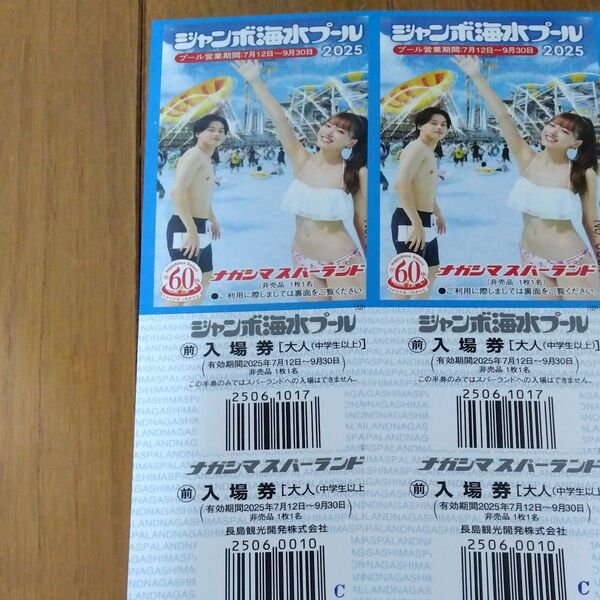 ジャンボ海水プール
プール営業期間:7月12日〜9月30日 2025
60
ナガシマスパーランド
(非売品 1枚1名)
●ご利用に際しましては裏面をご覧ください
ジャンボ海水プール
プール営業期間:7月12日〜9月30日 2025
60
ナガシマスパーランド
(非売品 1枚1名)
●ご利用に際しましては裏面をご覧ください
ジャンボ海水プール
前 入場券[大人(中学生以上)]
(有効期間2025年7月12日〜9月30日)
非売品 1枚1名
この半券のみではスパーランドへの入場はできません。
2506 1017
ジャンボ海水プール
前 入場券[大人(中学生以上)
(有効期間2025年7月12日〜9月30日)
非売品 1枚1名
この半券のみではスパーランドへの入場はできません。
2506 1017
ナガシマスパーランド
前 入場券[大人(中学生以上
(有効期間2025年7月12日〜9月30日)
非売品 1枚1名
長島観光開発株式会社
2506 0010
C
ナガシマスパーランド
前 入場券[大人(中学生以上
(有効期間2025年7月12日〜9月30日)
非売品 1枚1名
長島観光開発株式会社
2506 0010
C